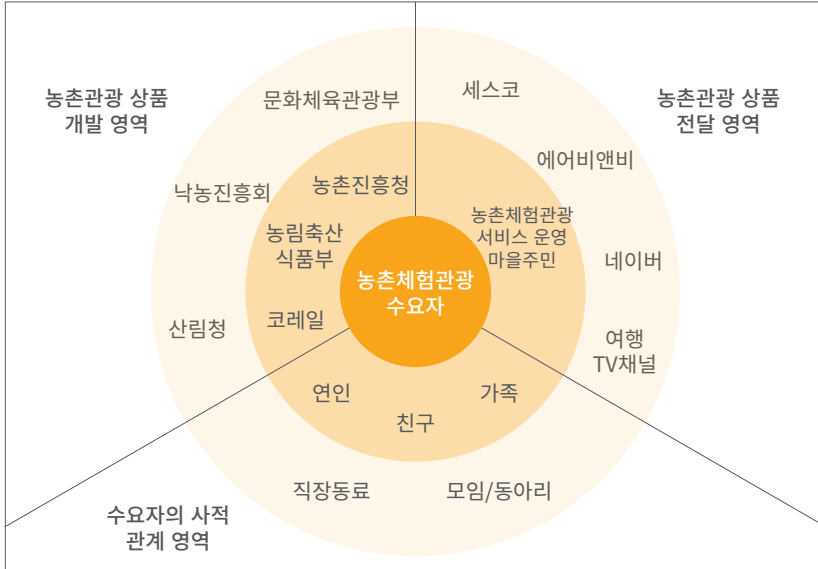 농촌관광 상품
개발 영역
문화체육관광부
낙농진흥회
산림청
농촌진흥청
농림축산
식품부
코레일
농촌관광 상품
전달 영역
세스코
에어비앤비
네이버
여행
TV채널
농촌체험관광
서비스 운영
마을주민
농촌체험관광
수요자
연인
친구
가족
직장동료
모임/동아리
수요자의 사적
관계 영역